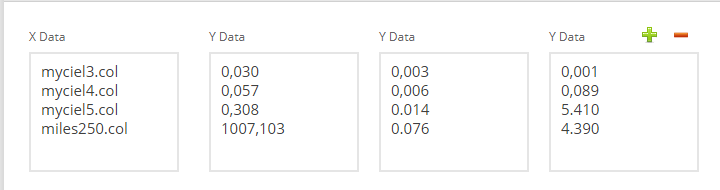 X Data Y Data Y Data Y Data
myciel3.col 0,030 0,003 0,001
myciel4.col 0,057 0,006 0,089
myciel5.col 0,308 0.014 5.410
miles250.col 1007,103 0.076 4.390